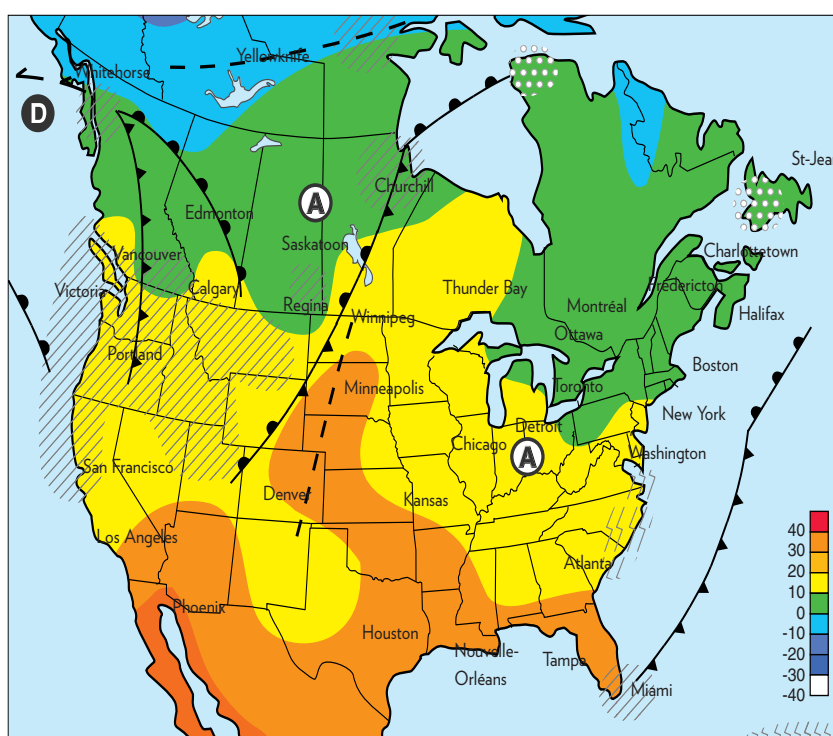 Yellowknife
Whitehorse
D
St-Jea
Churchill
Edmonton
A
Saskatoon
Vancouver
Charlottetown
Victoria
Calgary
Thunder Bay
Fredericton
Regina
Montréal
Winnipeg
Halifax
Ottawa
Portland
Boston
Minneapolis
Toronto
New York
Detroit
Chicago
Washington
A
San Francisco
Denver
Kansas
Los Angeles
Atlanta
Phoenix
Houston
Nouvelle-
Orléans
Tampa
Miami
40
30
20
10
0
-10
-20
-30
-40